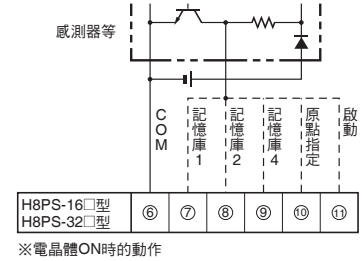 感測器等
COM
記憶庫1
記憶庫2
記憶庫4
原點指定
啟動
H8PS-16□型
H8PS-32□型
⑥ ⑦ ⑧ ⑨ ⑩ ⑪
※電晶體ON時的動作